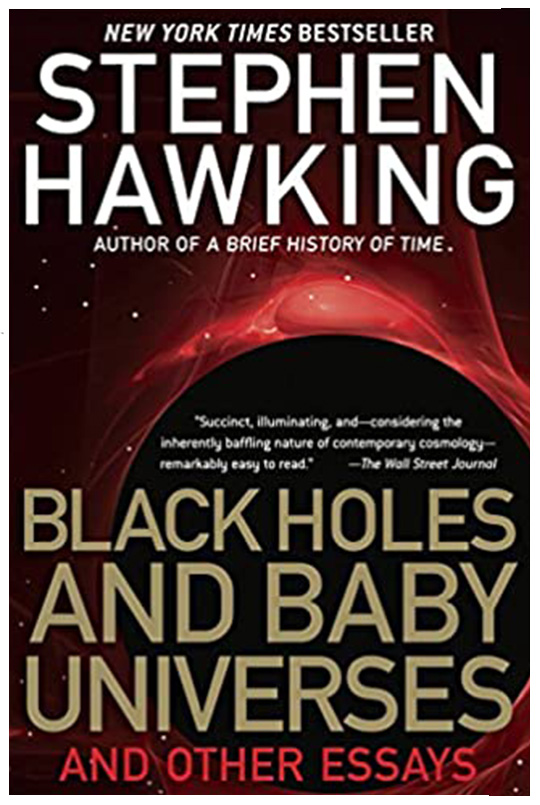 NEW YORK TIMES BESTSELLER
STEPHEN
HAWKING
AUTHOR OF A BRIEF HISTORY OF TIME.
"Succinct, illuminating, and—considering the
inherently baffling nature of contemporary cosmology—
remarkably easy to read." —The Wall Street Journal
BLACK HOLES
AND BABY
UNIVERSES
AND OTHER ESSAYS